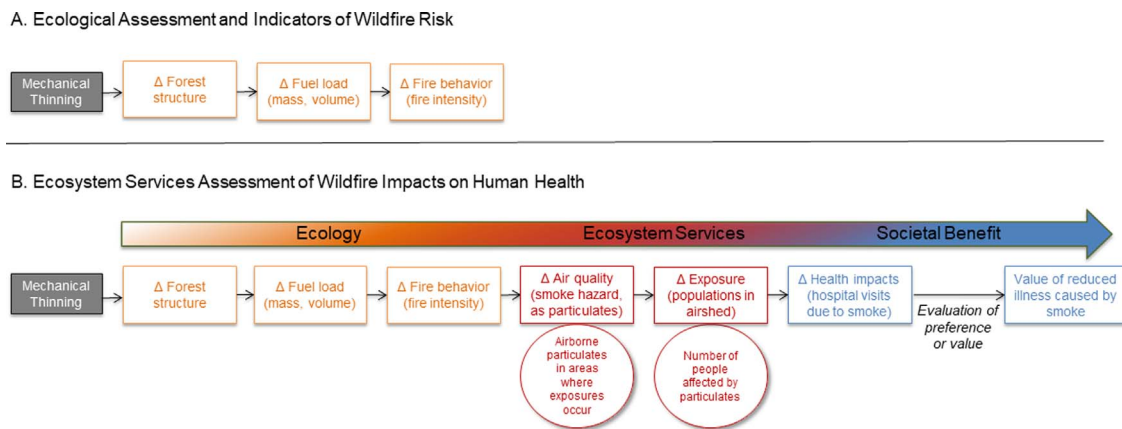 A. Ecological Assessment and Indicators of Wildfire Risk
Mechanical
Thinning
Δ Forest
structure
Δ Fuel load
(mass, volume)
Δ Fire behavior
(fire intensity)
B. Ecosystem Services Assessment of Wildfire Impacts on Human Health
Ecology
Ecosystem Services
Societal Benefit
Mechanical
Thinning
Δ Forest
structure
Δ Fuel load
(mass, volume)
Δ Fire behavior
(fire intensity)
Δ Air quality
(smoke hazard,
as particulates)
Δ Exposure
(populations in
airshed)
Δ Health impacts
(hospital visits
due to smoke)
Evaluation of
preference
or value
Value of reduced
illness caused by
smoke
Airborne
particulates
in areas
where
exposures
occur
Number of
people
affected by
particulates